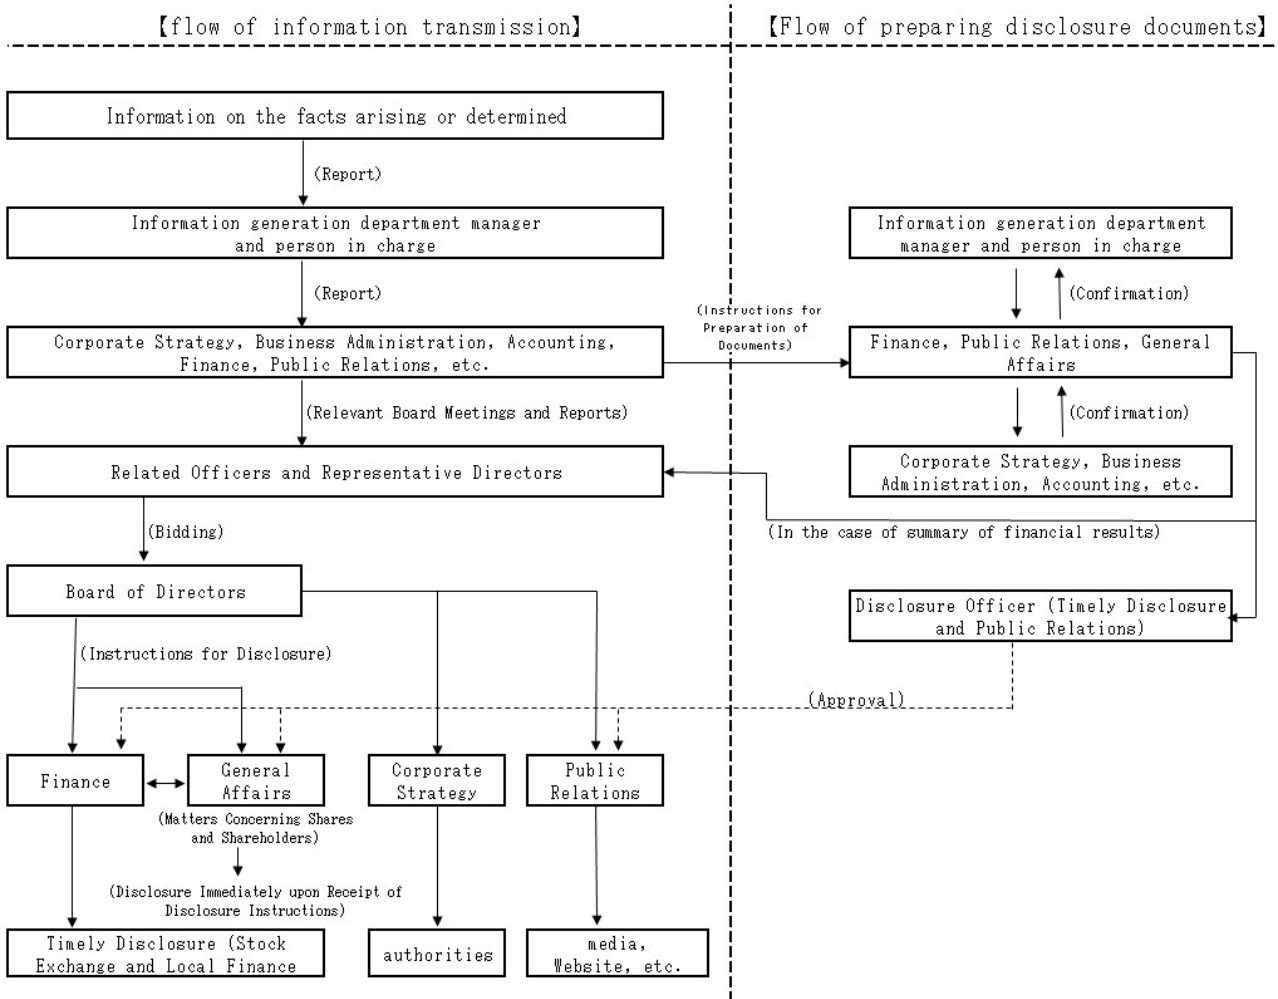 【flow of information transmission】
【Flow of preparing disclosure documents】
Information on the facts arising or determined
(Report)
Information generation department manager
and person in charge
Information generation department
manager and person in charge
(Report)
(Confirmation)
(Instructions for
Preparation of
Documents)
Corporate Strategy, Business Administration, Accounting,
Finance, Public Relations, etc.
Finance, Public Relations, General
Affairs
(Relevant Board Meetings and Reports)
(Confirmation)
Related Officers and Representative Directors
Corporate Strategy, Business
Administration, Accounting, etc.
(Bidding)
(In the case of summary of financial results)
Board of Directors
Disclosure Officer (Timely Disclosure
and Public Relations)
(Instructions for Disclosure)
(Approval)
Finance
General
Affairs
Corporate
Strategy
Public
Relations
(Matters Concerning Shares
and Shareholders)
(Disclosure Immediately upon Receipt of
Disclosure Instructions)
Timely Disclosure (Stock
Exchange and Local Finance
authorities
media,
Website, etc.